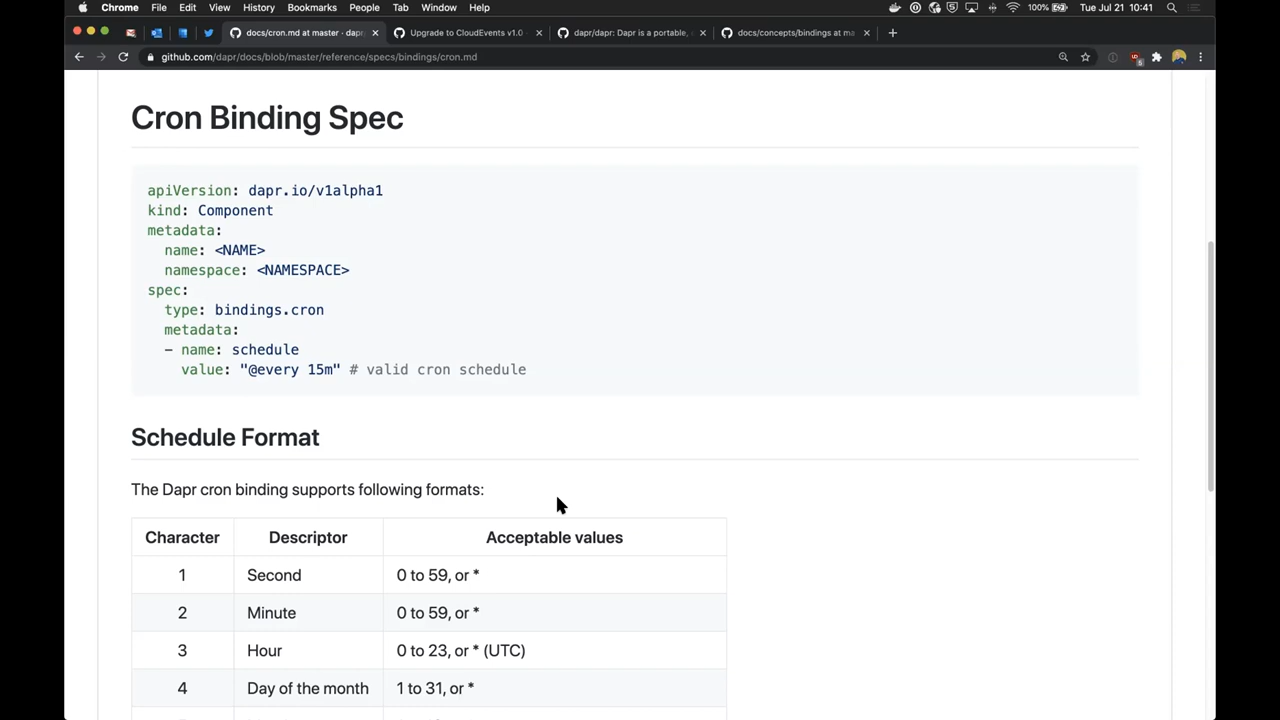 Chrome File Edit View History Bookmarks People Tab Window Help 100% Tue Jul 21 10:41
docs/cron.md at master · dapr Upgrade to CloudEvents v1.0 dapr/dapr: Dapr is a portable, docs/concepts/bindings at ma
github.com/dapr/docs/blob/master/reference/specs/bindings/cron.md
Cron Binding Spec
apiVersion: dapr.io/v1alpha1
kind: Component
metadata:
name: <NAME>
namespace: <NAMESPACE>
spec:
type: bindings.cron
metadata:
- name: schedule
value: "@every 15m" # valid cron schedule
Schedule Format
The Dapr cron binding supports following formats:
Character Descriptor Acceptable values
1 Second 0 to 59, or *
2 Minute 0 to 59, or *
3 Hour 0 to 23, or * (UTC)
4 Day of the month 1 to 31, or *